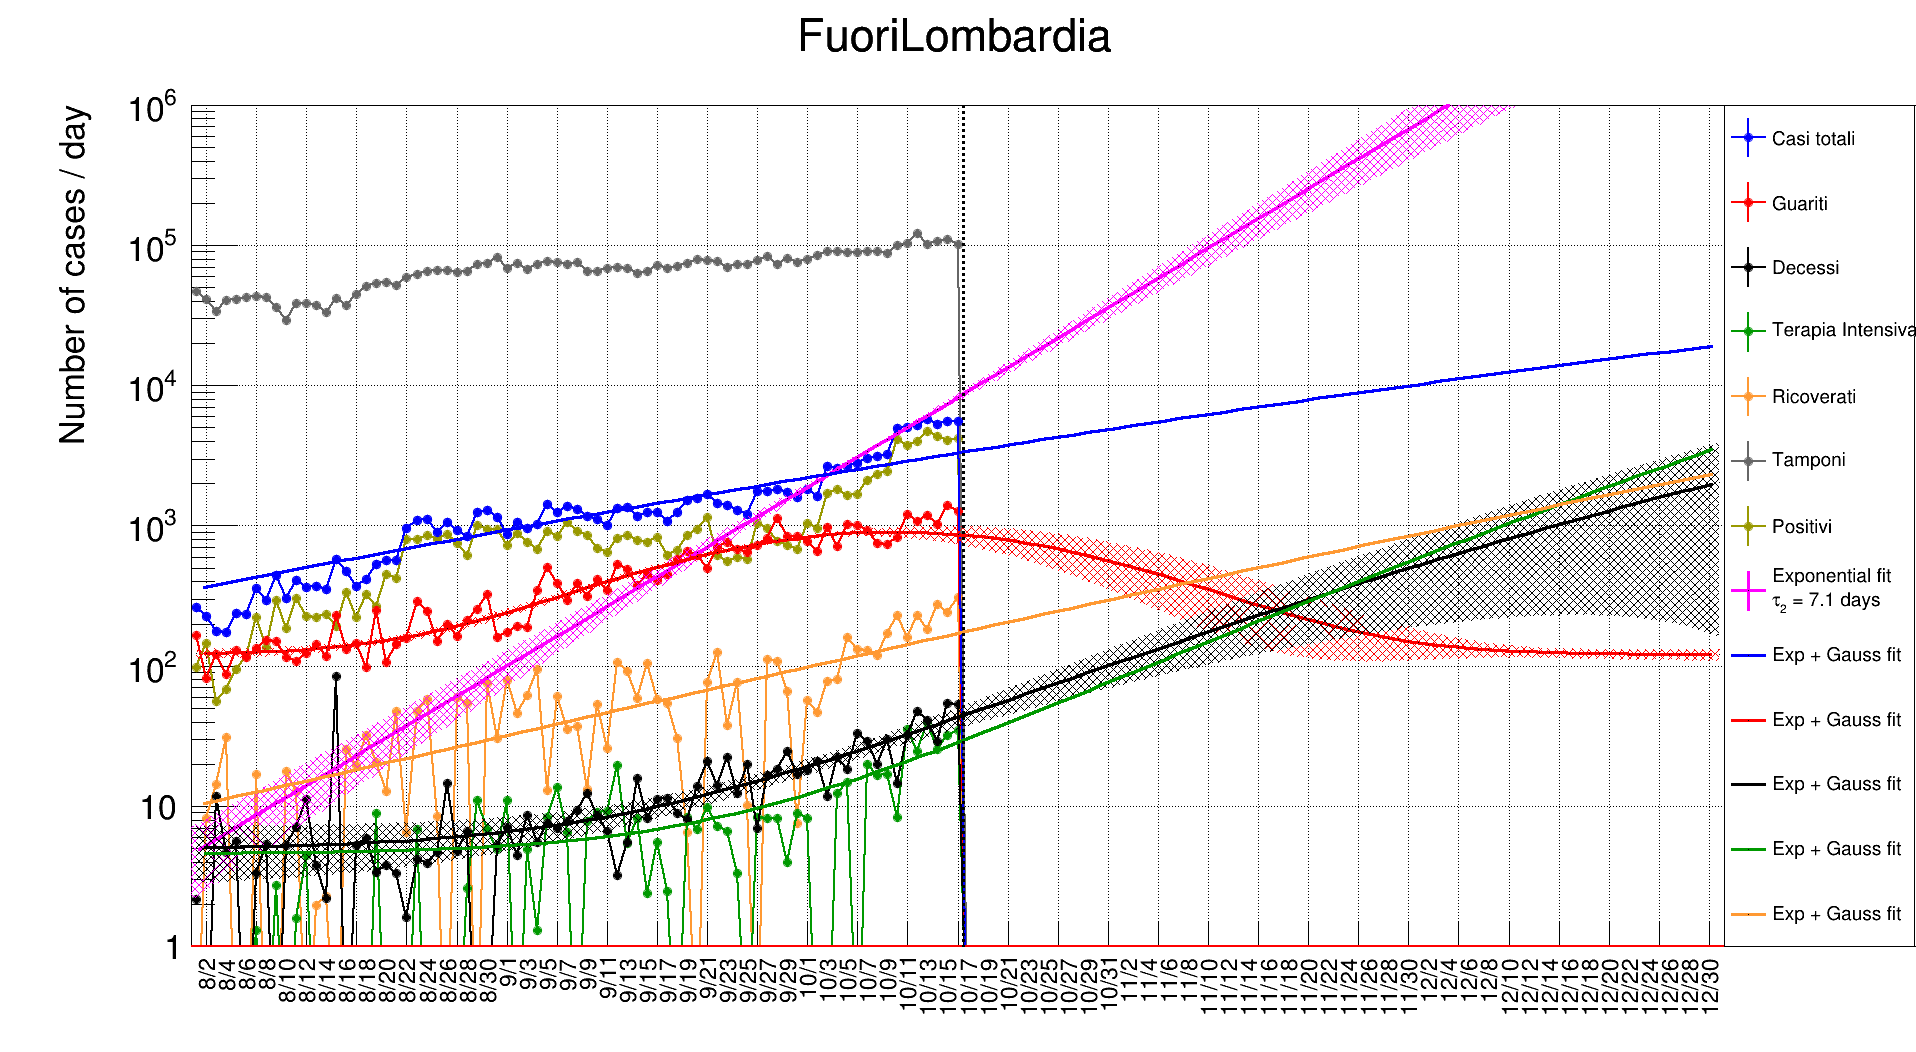 FuoriLombardia
Number of cases / day
10^6
10^5
10^4
10^3
10^2
10
1
8/2 8/4 8/6 8/8 8/10 8/12 8/14 8/16 8/18 8/20 8/22 8/24 8/26 8/28 8/30 9/1 9/3 9/5 9/7 9/9 9/11 9/13 9/15 9/17 9/19 9/21 9/23 9/25 9/27 9/29 10/1 10/3 10/5 10/7 10/9 10/11 10/13 10/15 10/17 10/19 10/21 10/23 10/25 10/27 10/29 10/31 11/2 11/4 11/6 11/8 11/10 11/12 11/14 11/16 11/18 11/20 11/22 11/24 11/26 11/28 11/30 12/2 12/4 12/6 12/8 12/10 12/12 12/14 12/16 12/18 12/20 12/22 12/24 12/26 12/28 12/30
Casi totali
Guariti
Decessi
Terapia Intensiva
Ricoverati
Tamponi
Positivi
Exponential fit
τ₂ = 7.1 days
Exp + Gauss fit
Exp + Gauss fit
Exp + Gauss fit
Exp + Gauss fit
Exp + Gauss fit